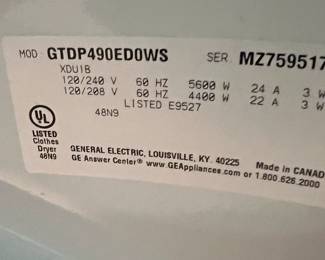 MOD. GTDP490ED0WS SER. MZ759517
XDU1B
120/240 V 60 HZ 5600 W 24 A 3 W
120/208 V 60 HZ 4400 W 22 A 3 W
LISTED E9527
48N9
UL
LISTED
Clothes
Dryer
48N9
GENERAL ELECTRIC, LOUISVILLE, KY. 40225
GE Answer Center® www.GEAppliances.com or 1.800.626.2000
Made in CANAD